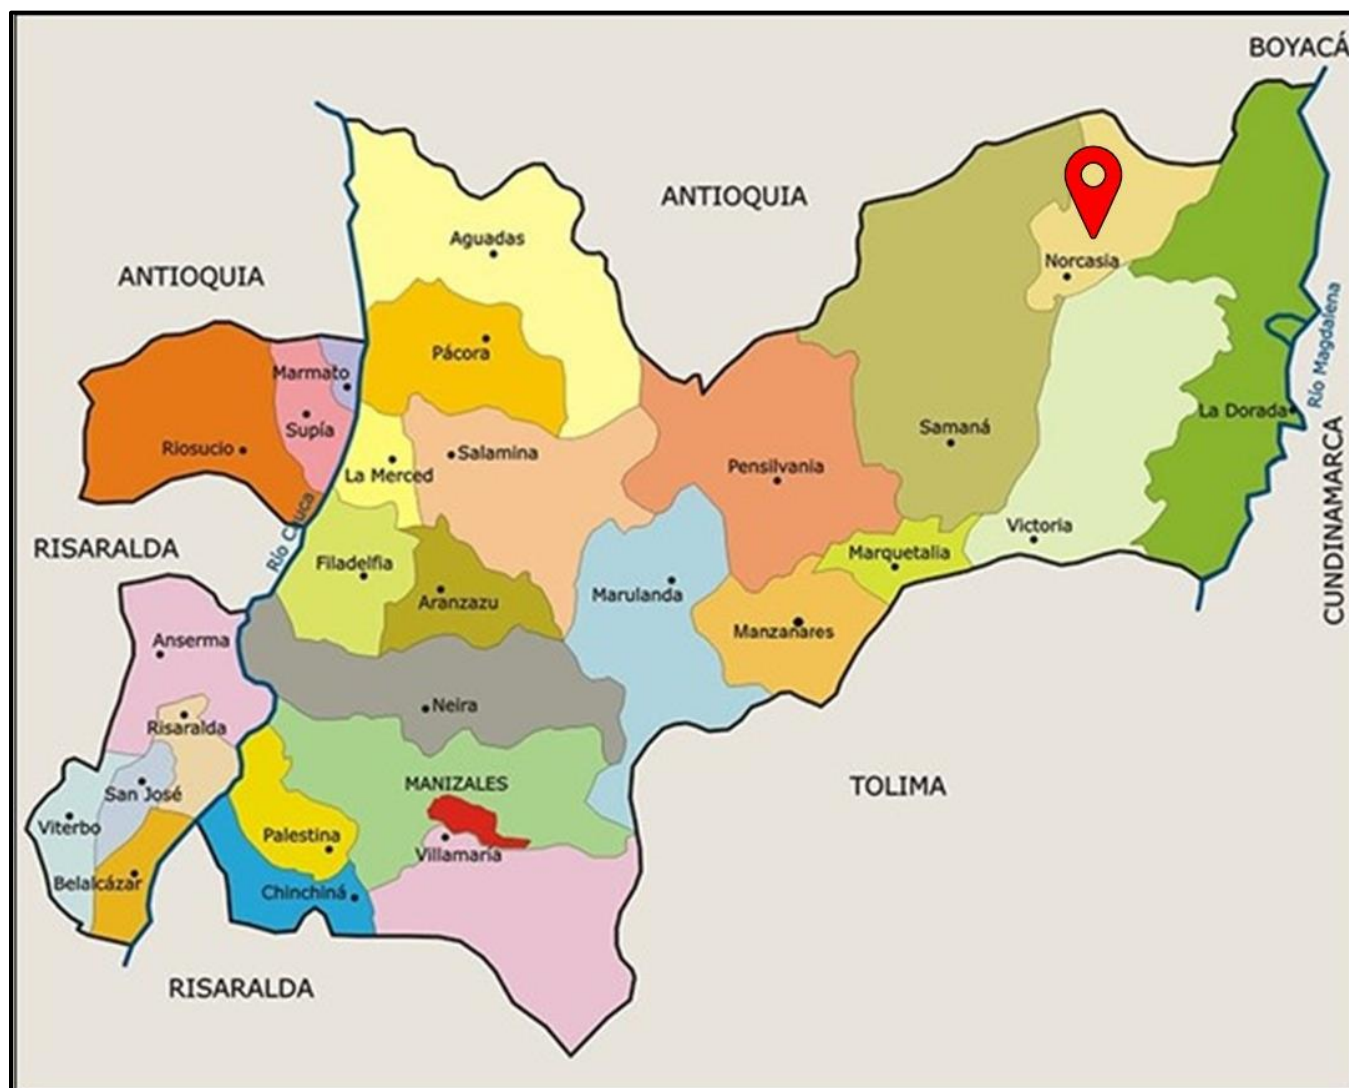 BOYACÁ
ANTIOQUIA
Aguadas
ANTIOQUIA
Norcasia
Río Magdalena
Pácora
Marmato
Supía
Riosucio
La Merced
Salamina
La Dorada
Samaná
Pensilvania
CUNDINAMARCA
Río Cauca
RISARALDA
Victoria
Marquetalia
Filadelfia
Aranzazu
Marulanda
Manzanares
Anserma
Neira
Risaralda
MANIZALES
TOLIMA
San José
Viterbo
Palestina
Villamaría
Belalcázar
Chinchiná
RISARALDA